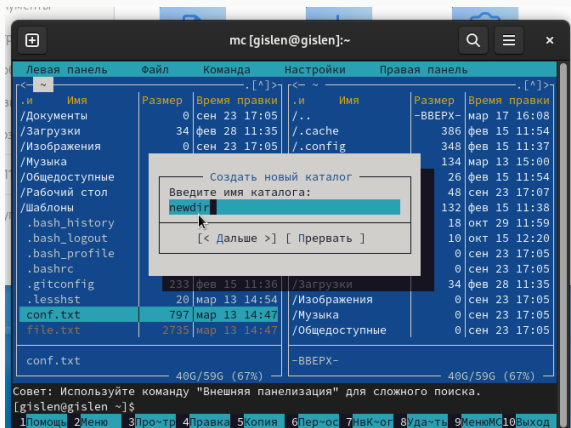 mc [gislen@gislen]:~
Левая панель Файл Команда Настройки Правая панель
<─ ~ .[^]>
<─ ~ .[^]>
.и Имя Размер Время правки
.и Имя Размер Время правки
/Документы 0 сен 23 17:05
/.. -ВВЕРХ- мар 17 16:08
/Загрузки 34 фев 28 11:35
/.cache 386 фев 15 11:54
/Изображения 0 сен 23 17:05
/.config 348 фев 15 11:37
/Музыка
134 мар 13 15:00
/Общедоступные
26 фев 15 11:54
/Рабочий стол
48 сен 23 17:07
/Шаблоны
132 фев 15 11:38
.bash_history
18 окт 29 11:59
.bash_logout
10 окт 15 12:20
.bash_profile
0 сен 23 17:05
.bashrc
0 сен 23 17:05
.gitconfig 233 фев 15 11:36
/Загрузки 34 фев 28 11:35
.lesshst 20 мар 13 14:54
/Изображения 0 сен 23 17:05
conf.txt 797 мар 13 14:47
/Музыка 0 сен 23 17:05
file.txt 2735 мар 13 14:47
/Общедоступные 0 сен 23 17:05
Создать новый каталог
Введите имя каталога:
newdir
[< Дальше >] [ Прервать ]
conf.txt
-ВВЕРХ-
40G/59G (67%)
40G/59G (67%)
Совет: Используйте команду "Внешняя панелизация" для сложного поиска.
[gislen@gislen ~]$
1Помощь 2Меню 3Про~тр 4Правка 5Копия 6Пер~ос 7НвК~ог 8Уда~ть 9МенюMC 10Выход